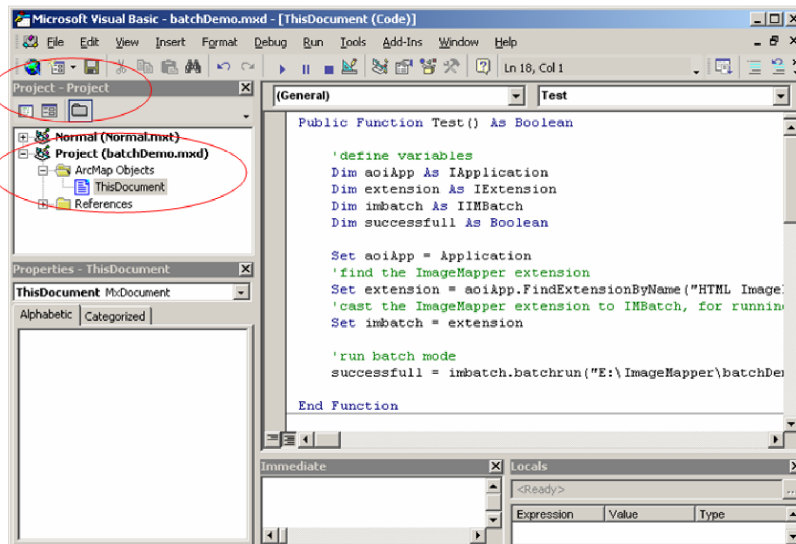 Microsoft Visual Basic - batchDemo.mxd - [ThisDocument (Code)]
File Edit View Insert Format Debug Run Tools Add-Ins Window Help
Ln 18, Col 1
Project - Project
(General) Test
Normal (Normal.mxt)
Project (batchDemo.mxd)
ArcMap Objects
ThisDocument
References
Properties - ThisDocument
ThisDocument MxDocument
Alphabetic Categorized
Public Function Test() As Boolean
'define variables
Dim aoiApp As IApplication
Dim extension As IExtension
Dim imbatch As IIMBatch
Dim successfull As Boolean
Set aoiApp = Application
'find the ImageMapper extension
Set extension = aoiApp.FindExtensionByName("HTML Image
'cast the ImageMapper extension to IMBatch, for runnin
Set imbatch = extension
'run batch mode
successfull = imbatch.batchrun("E:\ImageMapper\batchDe
End Function
Immediate
Locals
<Ready>
Expression Value Type